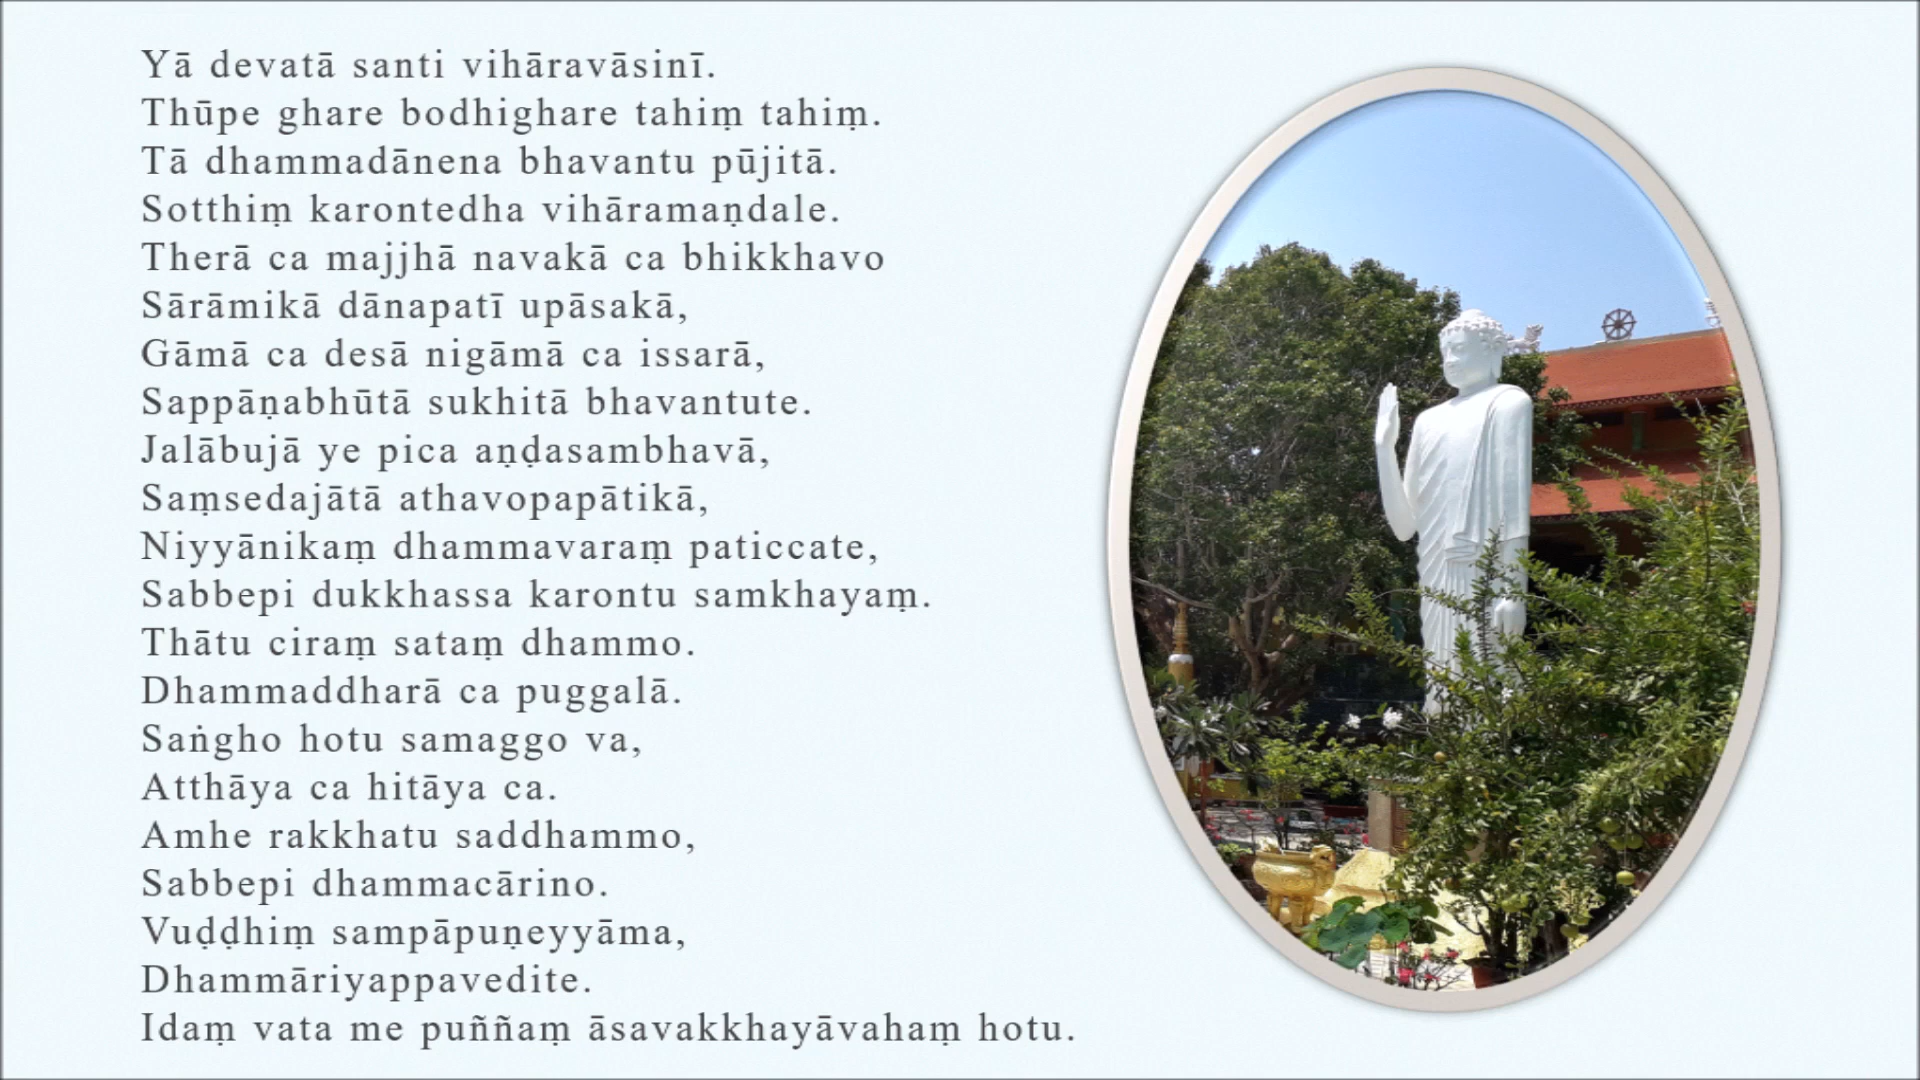 Yā devatā santi vihāravāsinī.
Thūpe ghare bodhighare tahiṃ tahiṃ.
Tā dhammadānena bhavantu pūjitā.
Sotthiṃ karontedha vihāramaṇdale.
Therā ca majjhā navakā ca bhikkhavo
Sārāmikā dānapatī upāsakā,
Gāmā ca desā nigāmā ca issarā,
Sappāṇabhūtā sukhitā bhavantute.
Jalābujā ye pica aṇḍasambhavā,
Saṃsedajātā athavopapātikā,
Niyyānikaṃ dhammavaraṃ paticcate,
Sabbepi dukkhassa karontu samkhayaṃ.
Thātu ciraṃ sataṃ dhammo.
Dhammaddharā ca puggalā.
Saṅgho hotu samaggo va,
Atthāya ca hitāya ca.
Amhe rakkhatu saddhammo,
Sabbepi dhammacārino.
Vuḍḍhiṃ sampāpuṇeyyāma,
Dhammāriyappavedite.
Idaṃ vata me puññaṃ āsavakkhayāvahaṃ hotu.